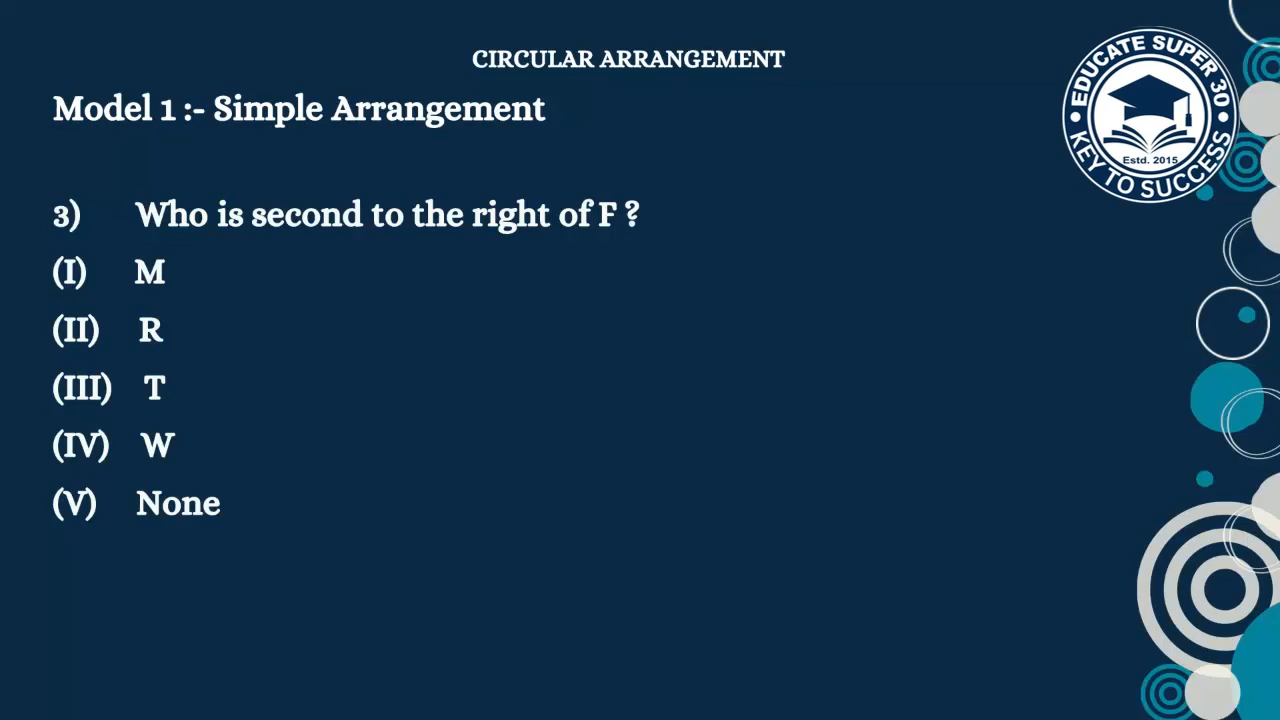 CIRCULAR ARRANGEMENT
Model 1 :- Simple Arrangement
3) Who is second to the right of F ?
(I) M
(II) R
(III) T
(IV) W
(V) None
EDUCATE SUPER 30
KEY TO SUCCESS
Estd. 2015